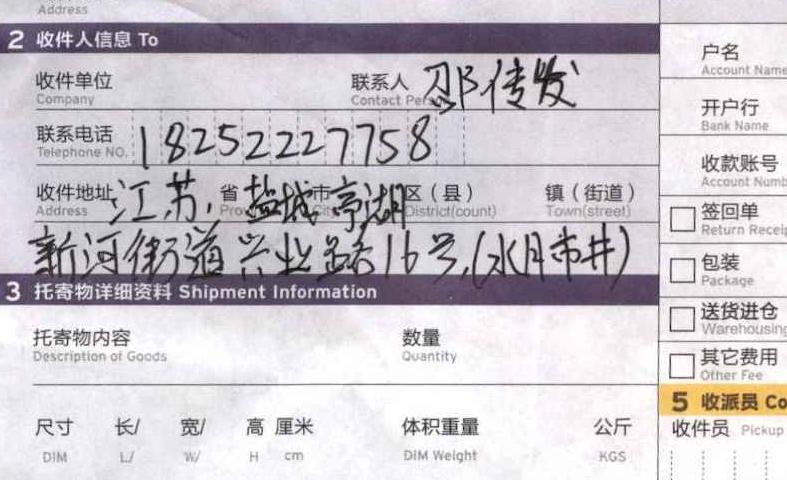 Address
2 收件人信息 To
收件单位 联系人 邵传发
Company Contact Person
联系电话 18252227758
Telephone NO.
收件地址 江苏 省 盐城 市 亭湖 区（县） 镇（街道）
Address Pro City District(count) Town(street)
新河街道兴业路16号,(水月市井)
3 托寄物详细资料 Shipment Information
托寄物内容 数量
Description of Goods Quantity
尺寸 长/ 宽/ 高 厘米 体积重量 公斤
DIM L/ W/ H cm DIM Weight KGS
户名
Account Name
开户行
Bank Name
收款账号
Account Numb
签回单
Return Receip
包装
Package
送货进仓
Warehousing
其它费用
Other Fee
5 收派员 Co
收件员 Pickup